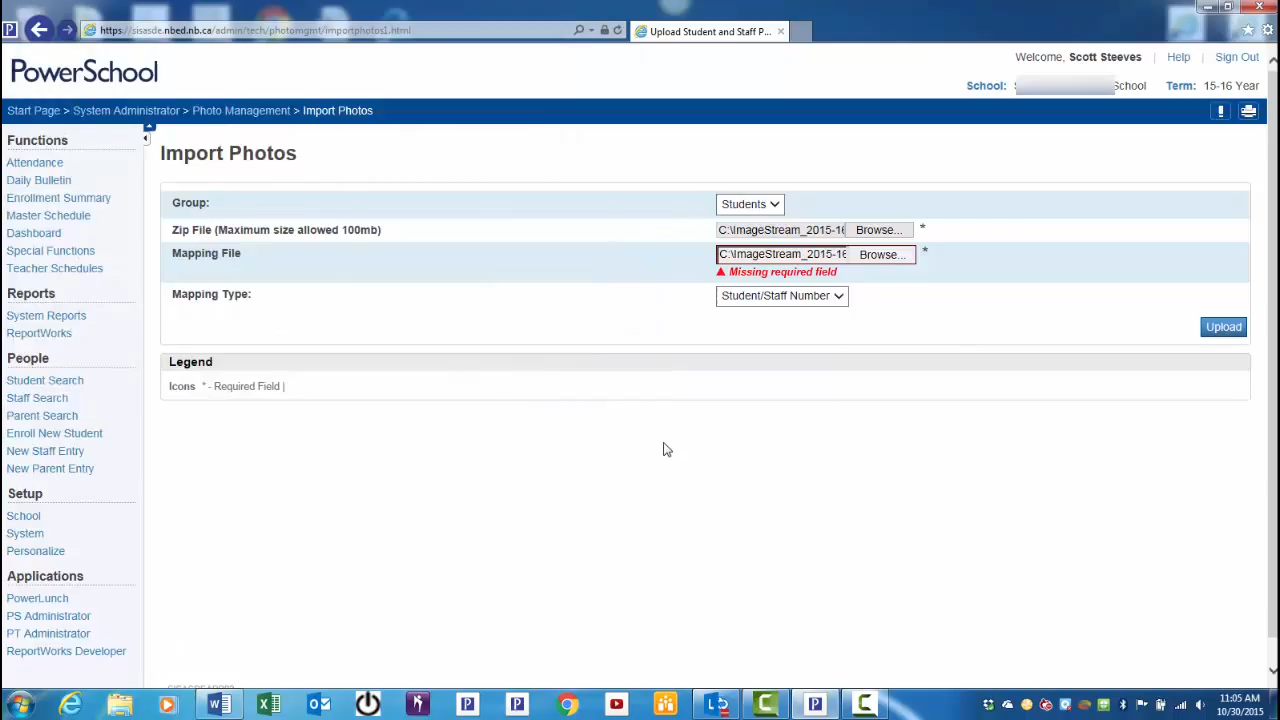 https://sisasde.nbed.nb.ca/admin/tech/photomgmt/importphotos1.html
Upload Student and Staff P...
PowerSchool
Welcome, Scott Steeves | Help | Sign Out
School: School Term: 15-16 Year
Start Page > System Administrator > Photo Management > Import Photos
Functions
Attendance
Daily Bulletin
Enrollment Summary
Master Schedule
Dashboard
Special Functions
Teacher Schedules
Reports
System Reports
ReportWorks
People
Student Search
Staff Search
Parent Search
Enroll New Student
New Staff Entry
New Parent Entry
Setup
School
System
Personalize
Applications
PowerLunch
PS Administrator
PT Administrator
ReportWorks Developer
Import Photos
Group: Students
Zip File (Maximum size allowed 100mb) C:\ImageStream_2015-16 Browse... *
Mapping File C:\ImageStream_2015-16 Browse... *
Missing required field
Mapping Type: Student/Staff Number
Upload
Legend
Icons * - Required Field |
11:05 AM
10/30/2015